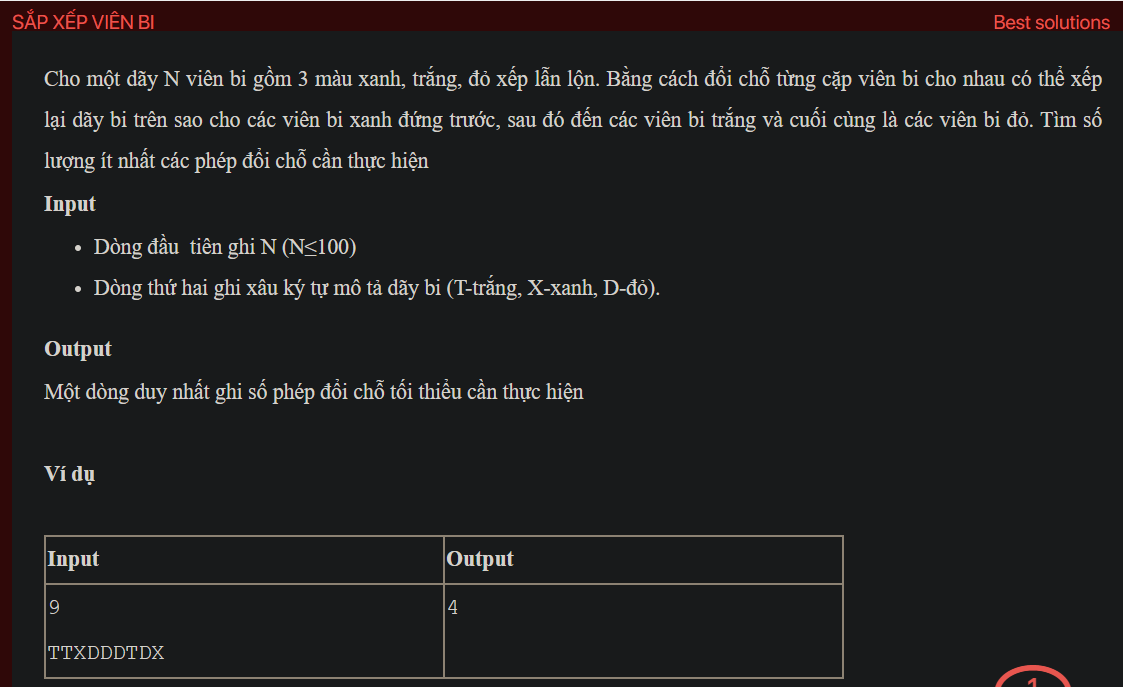 SẮP XẾP VIÊN BI
Best solutions
Cho một dãy N viên bi gồm 3 màu xanh, trắng, đỏ xếp lẫn lộn. Bằng cách đổi chỗ từng cặp viên bi cho nhau có thể xếp
lại dãy bi trên sao cho các viên bi xanh đứng trước, sau đó đến các viên bi trắng và cuối cùng là các viên bi đỏ. Tìm số
lượng ít nhất các phép đổi chỗ cần thực hiện
Input
• Dòng đầu tiên ghi N (N≤100)
• Dòng thứ hai ghi xâu ký tự mô tả dãy bi (T-trắng, X-xanh, D-đỏ).
Output
Một dòng duy nhất ghi số phép đổi chỗ tối thiểu cần thực hiện
Ví dụ
Input
Output
9
4
TTXDDDTDX
1